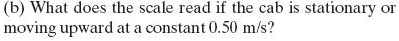 (b) What does the scale read if the cab is stationary or
moving upward at a constant 0.50 m/s?